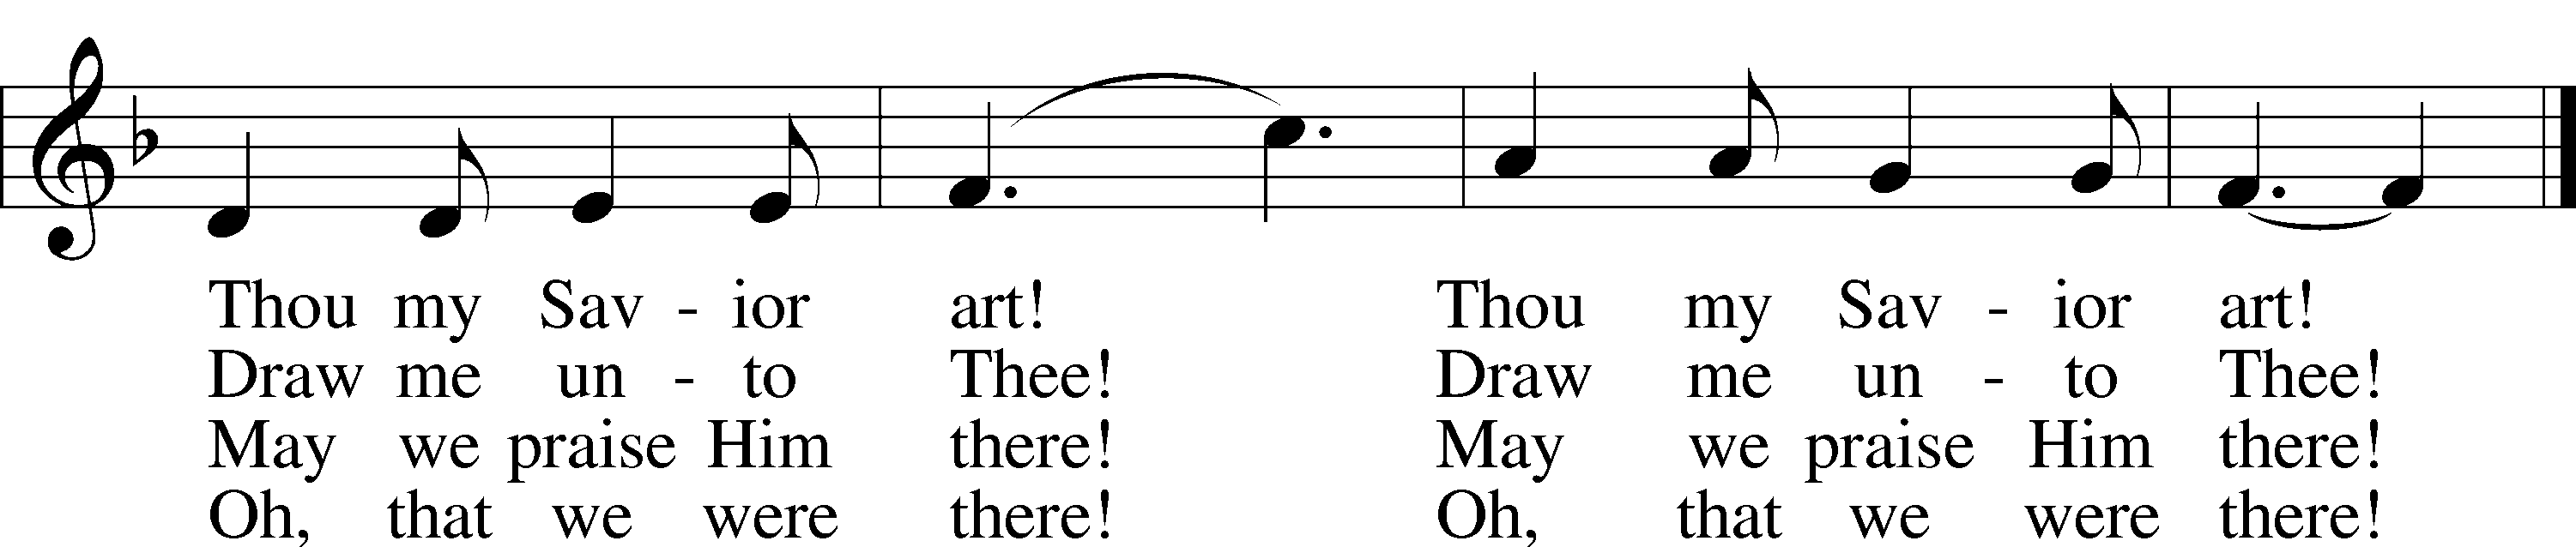 Thou my Sav - ior art! Thou my Sav - ior art!
Draw me un - to Thee! Draw me un - to Thee!
May we praise Him there! May we praise Him there!
Oh, that we were there! Oh, that we were there!